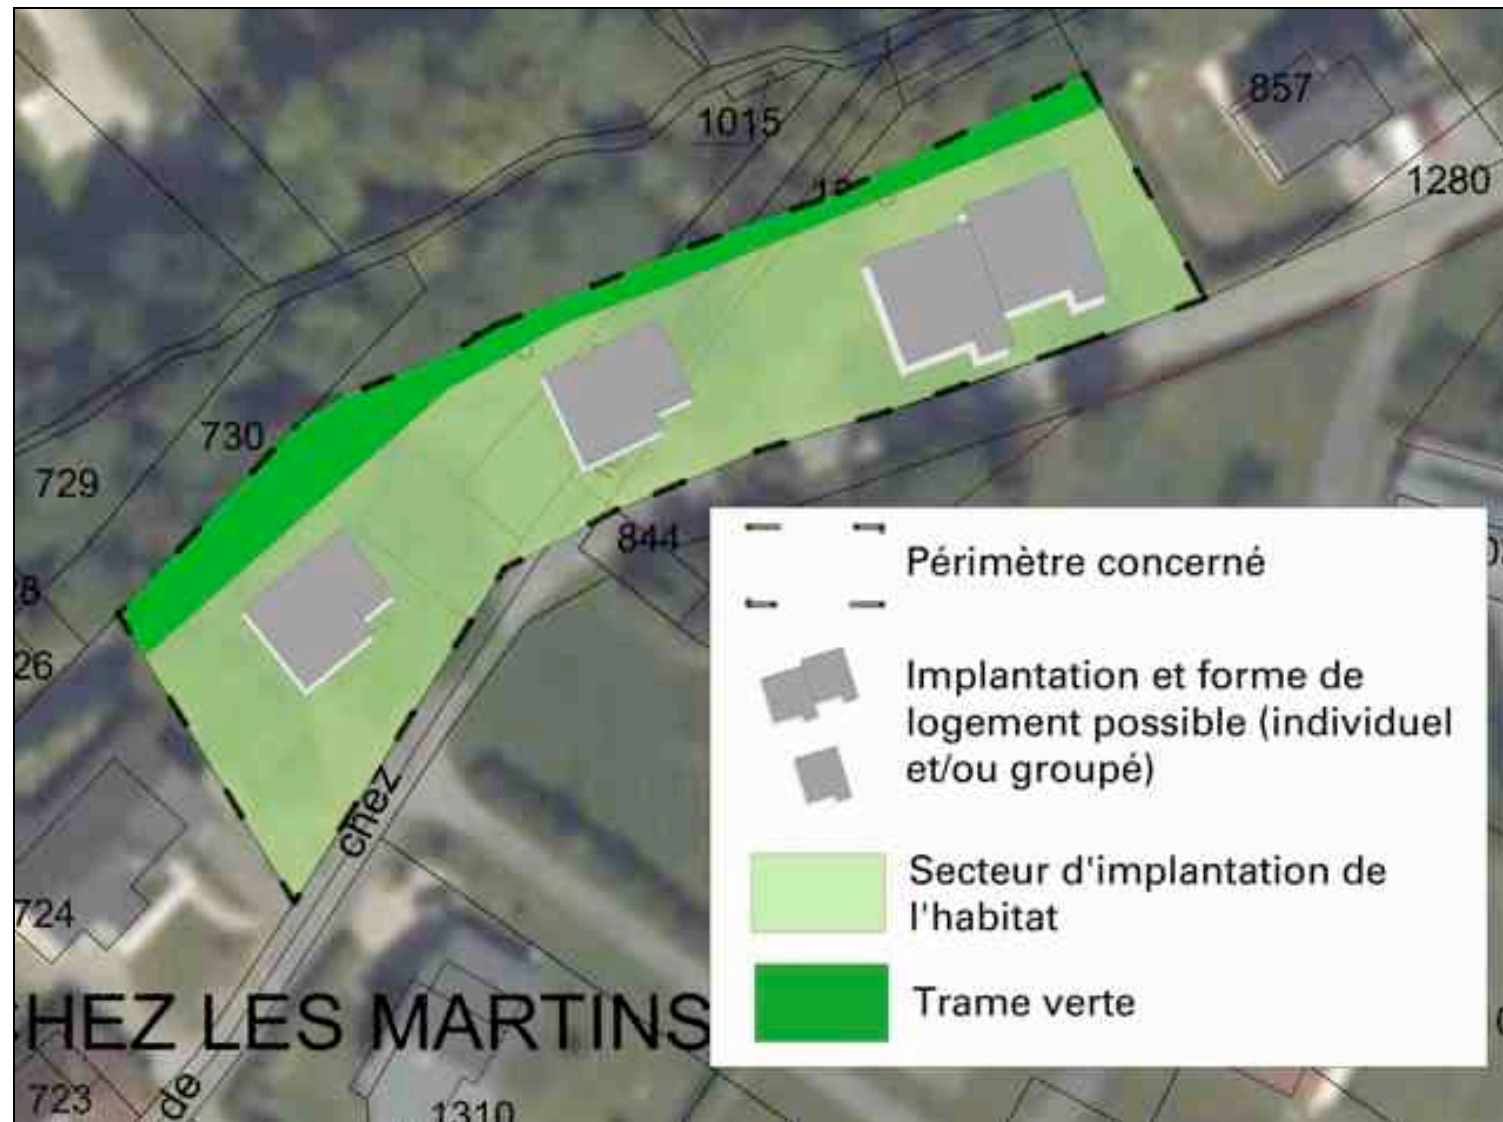 857
1015
1280
730
729
844
26
Périmètre concerné
Implantation et forme de
logement possible (individuel
et/ou groupé)
Secteur d'implantation de
l'habitat
Trame verte
chez
724
HEZ LES MARTINS
de
723
1310